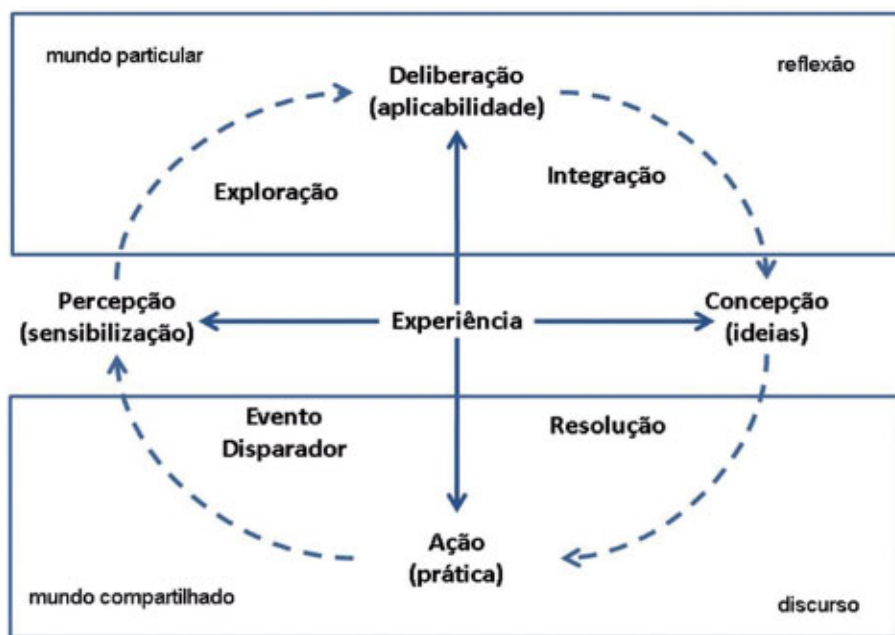 mundo particular
reflexão
Deliberação
(aplicabilidade)
Exploração
Integração
Percepção
(sensibilização)
Experiência
Concepção
(ideias)
Evento
Disparador
Resolução
Ação
(prática)
mundo compartilhado
discurso